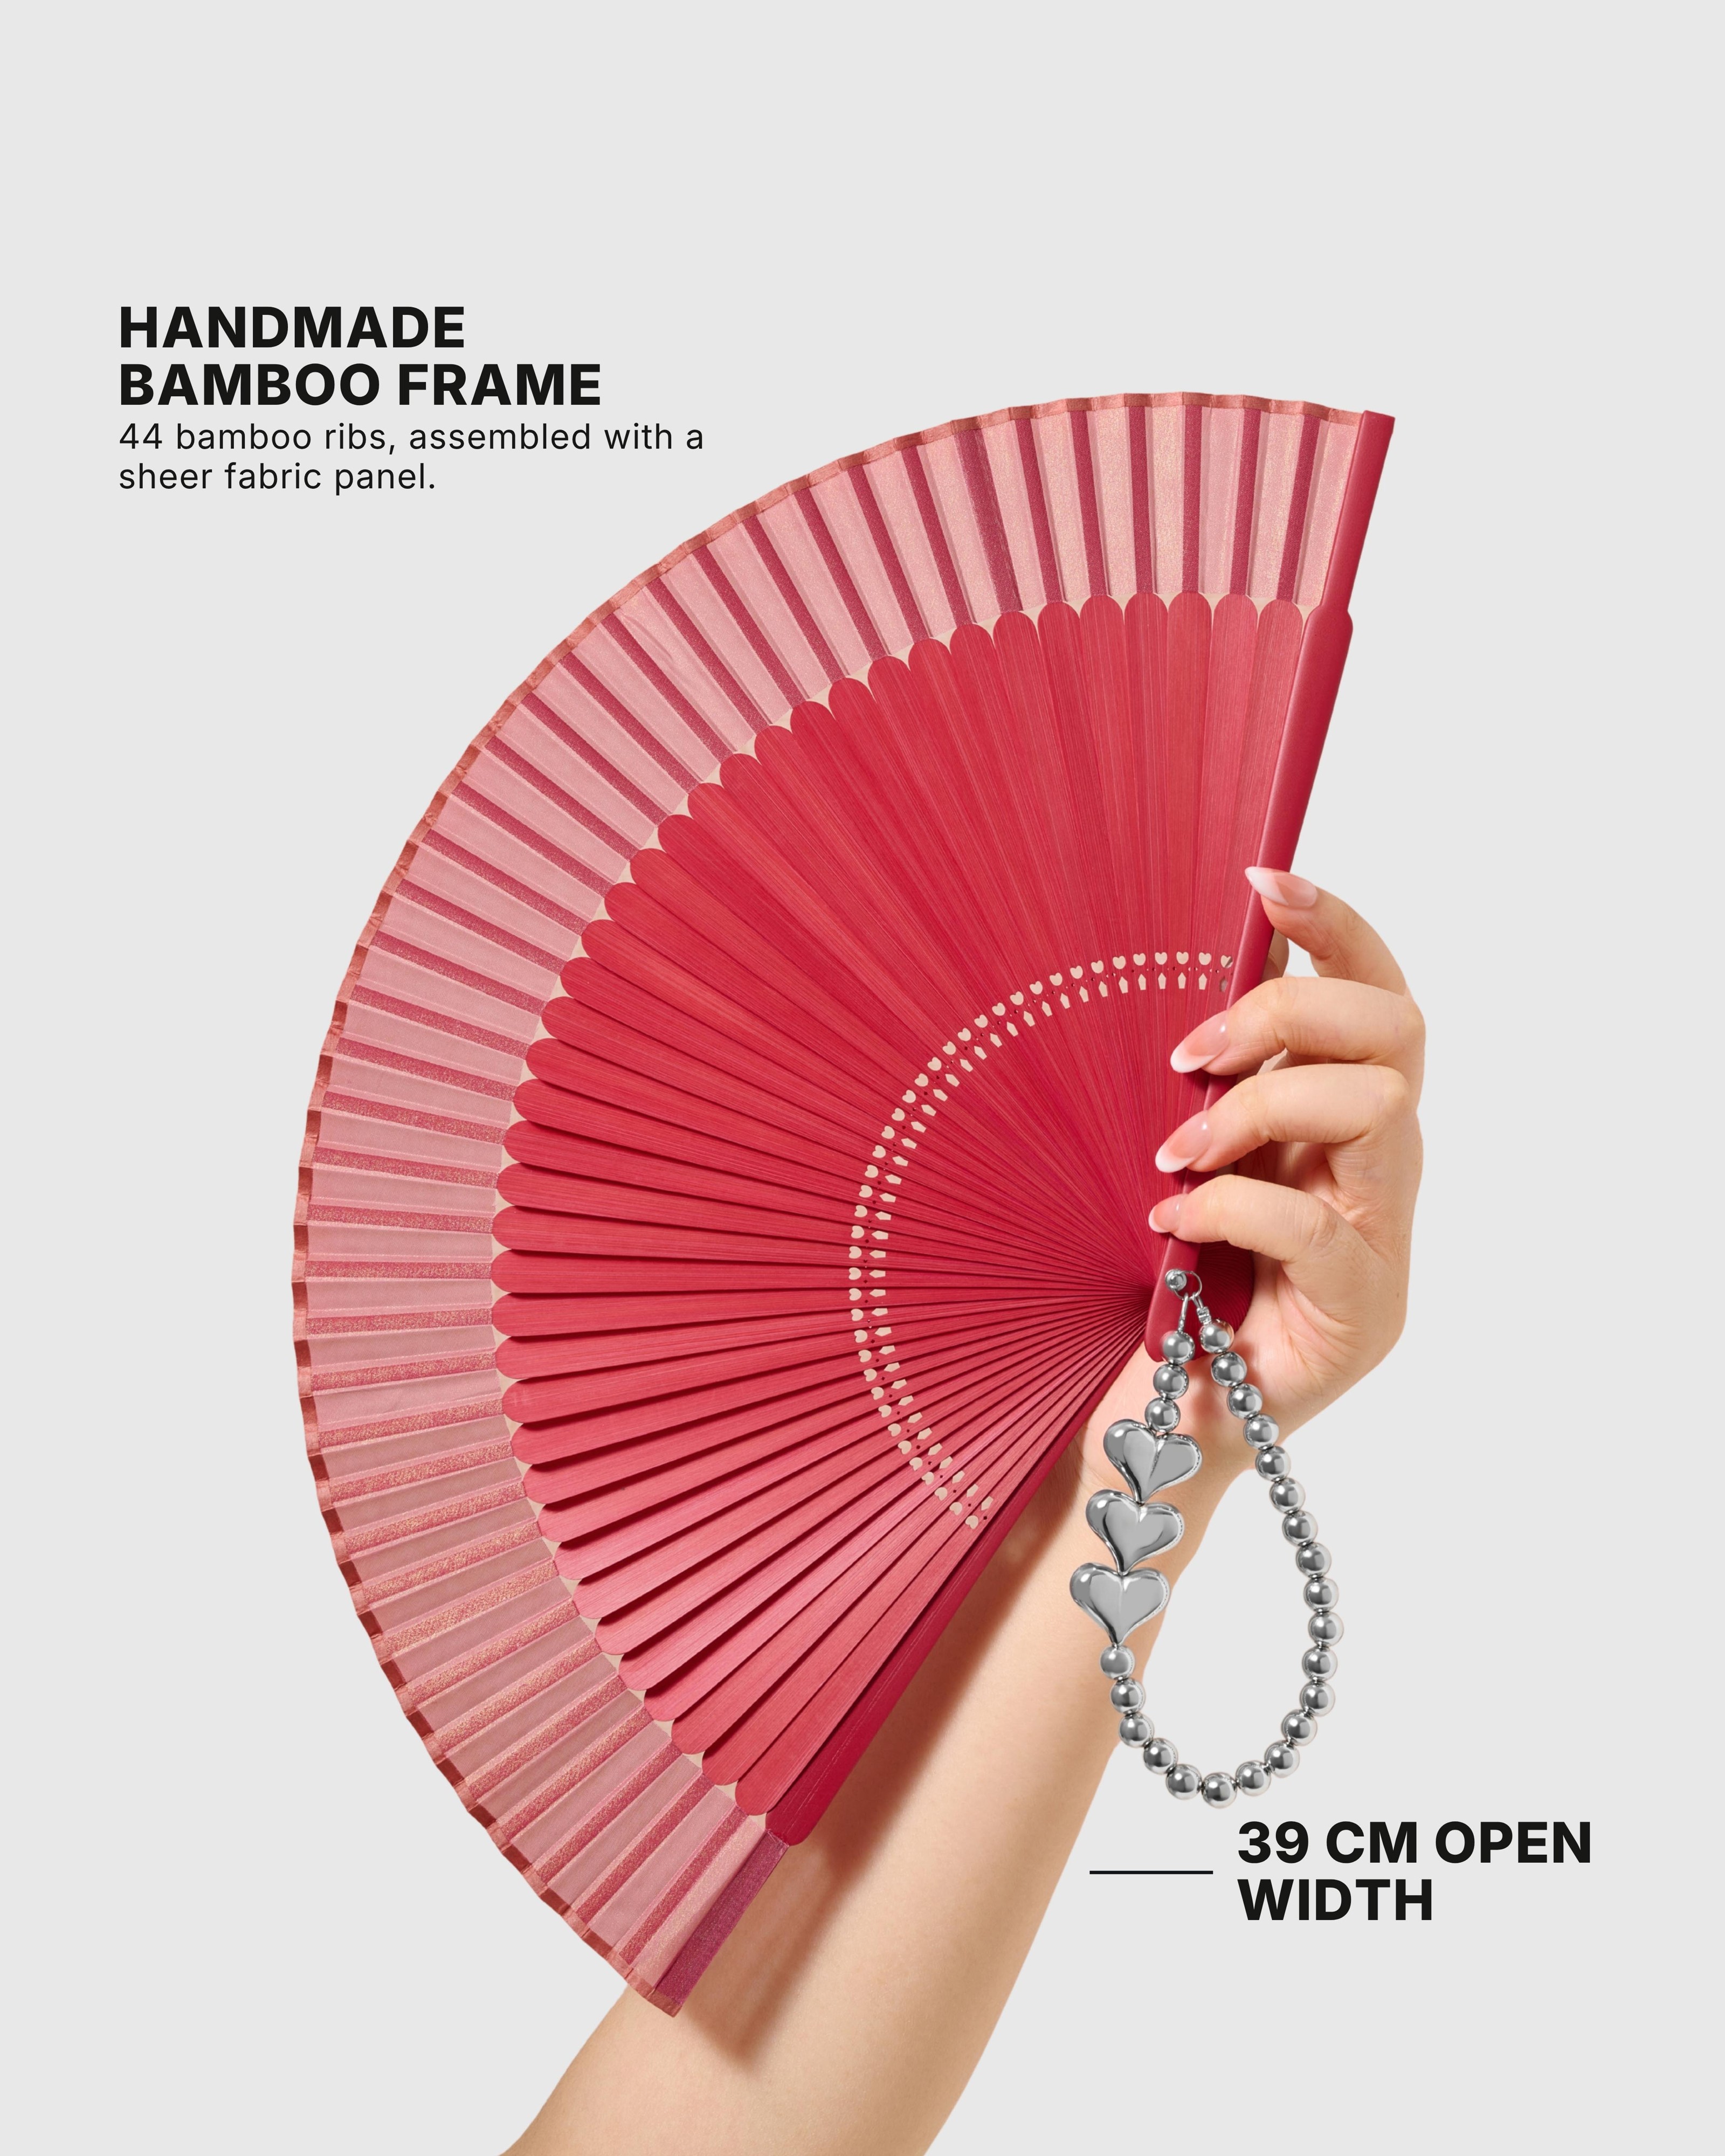 HANDMADE
BAMBOO FRAME
44 bamboo ribs, assembled with a
sheer fabric panel.
39 CM OPEN
WIDTH